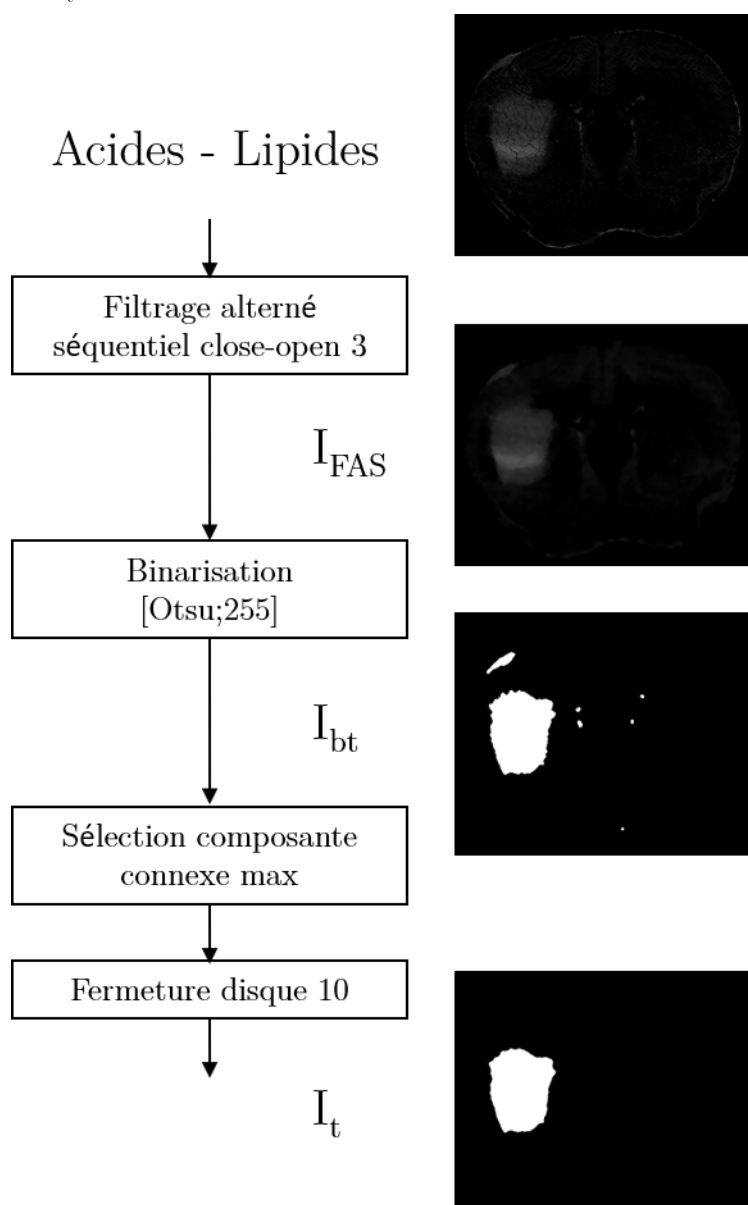 Acides - Lipides
Filtrage alterné
séquentiel close-open 3
I_FAS
Binarisation
[Otsu;255]
I_bt
Sélection composante
connexe max
Fermeture disque 10
I_t